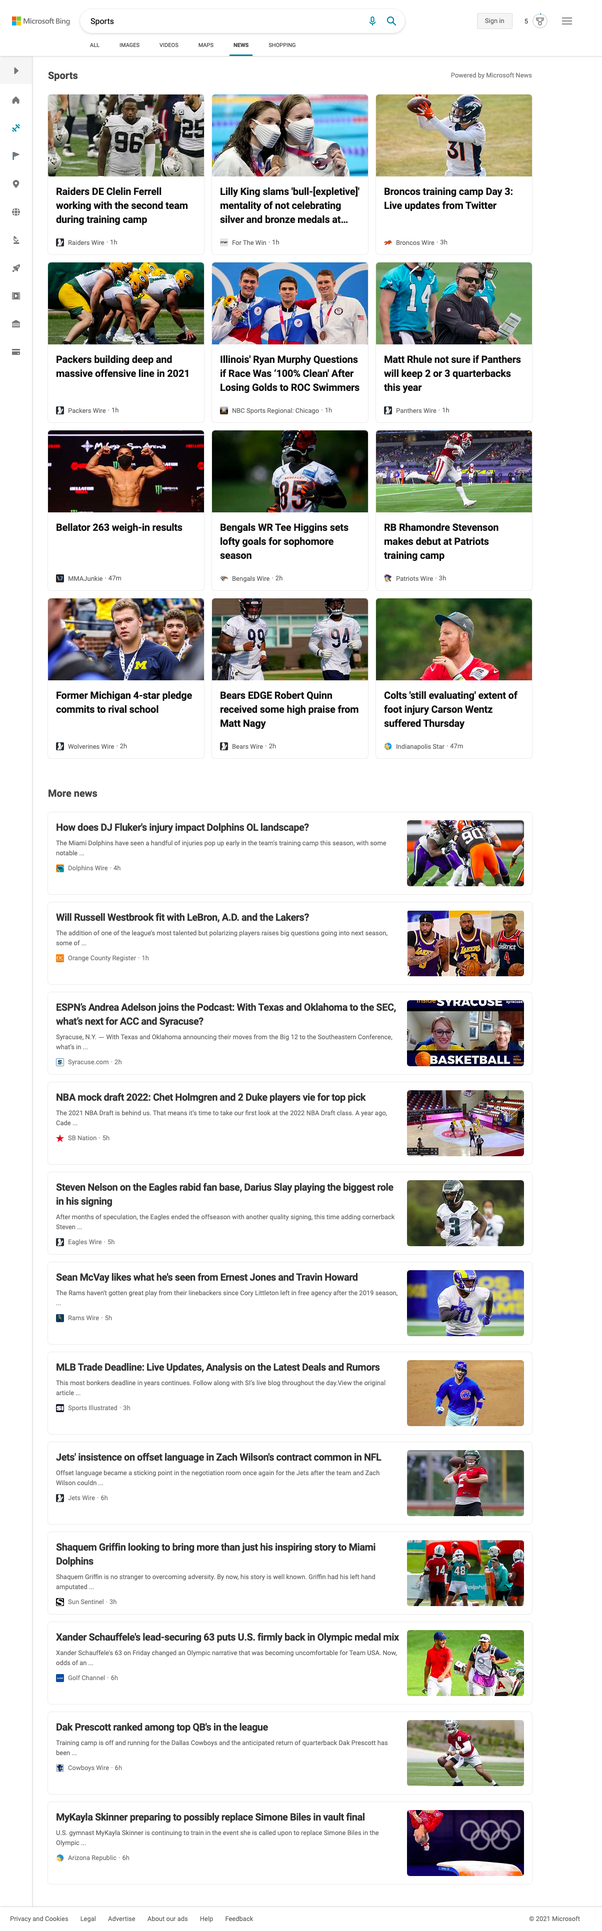 Microsoft Bing
Sports
Sign in
5
ALL
IMAGES
VIDEOS
MAPS
NEWS
SHOPPING
Sports
Powered by Microsoft News
Raiders DE Clelin Ferrell
working with the second team
during training camp
Raiders Wire · 1h
Lilly King slams 'bull-[expletive]'
mentality of not celebrating
silver and bronze medals at...
For The Win · 1h
Broncos training camp Day 3:
Live updates from Twitter
Broncos Wire · 3h
Packers building deep and
massive offensive line in 2021
Packers Wire · 1h
Illinois' Ryan Murphy Questions
if Race Was '100% Clean' After
Losing Golds to ROC Swimmers
NBC Sports Regional: Chicago · 1h
Matt Rhule not sure if Panthers
will keep 2 or 3 quarterbacks
this year
Panthers Wire · 1h
Bellator 263 weigh-in results
MMAJunkie · 47m
Bengals WR Tee Higgins sets
lofty goals for sophomore
season
Bengals Wire · 2h
RB Rhamondre Stevenson
makes debut at Patriots
training camp
Patriots Wire · 3h
Former Michigan 4-star pledge
commits to rival school
Wolverines Wire · 2h
Bears EDGE Robert Quinn
received some high praise from
Matt Nagy
Bears Wire · 2h
Colts 'still evaluating' extent of
foot injury Carson Wentz
suffered Thursday
Indianapolis Star · 47m
More news
How does DJ Fluker's injury impact Dolphins OL landscape?
The Miami Dolphins have seen a handful of injuries pop up early in the team's training camp this season, with some
notable ...
Dolphins Wire · 4h
Will Russell Westbrook fit with LeBron, A.D. and the Lakers?
The addition of one of the league's most talented but polarizing players raises big questions going into next season,
some of ...
Orange County Register · 1h
ESPN's Andrea Adelson joins the Podcast: With Texas and Oklahoma to the SEC,
what's next for ACC and Syracuse?
Syracuse, N.Y. — With Texas and Oklahoma announcing their moves from the Big 12 to the Southeastern Conference,
what's in ...
Syracuse.com · 2h
SYRACUSE
BASKETBALL
NBA mock draft 2022: Chet Holmgren and 2 Duke players vie for top pick
The 2021 NBA Draft is behind us. That means it's time to take our first look at the 2022 NBA Draft class. A year ago,
Cade ...
SB Nation · 5h
Steven Nelson on the Eagles rabid fan base, Darius Slay playing the biggest role
in his signing
After months of speculation, the Eagles ended the offseason with another quality signing, this time adding cornerback
Steven ...
Eagles Wire · 5h
Sean McVay likes what he's seen from Ernest Jones and Travin Howard
The Rams haven't gotten great play from their linebackers since Cory Littleton left in free agency after the 2019 season,
...
Rams Wire · 5h
MLB Trade Deadline: Live Updates, Analysis on the Latest Deals and Rumors
This most bonkers deadline in years continues. Follow along with SI's live blog throughout the day.View the original
article ...
Sports Illustrated · 3h
Jets' insistence on offset language in Zach Wilson's contract common in NFL
Offset language became a sticking point in the negotiation room once again for the Jets after the team and Zach
Wilson couldn ...
Jets Wire · 6h
Shaquem Griffin looking to bring more than just his inspiring story to Miami
Dolphins
Shaquem Griffin is no stranger to overcoming adversity. By now, his story is well known. Griffin had his left hand
amputated ...
Sun Sentinel · 3h
Xander Schauffele's lead-securing 63 puts U.S. firmly back in Olympic medal mix
Xander Schauffele's 63 on Friday changed an Olympic narrative that was becoming uncomfortable for Team USA. Now,
odds of an ...
Golf Channel · 6h
Dak Prescott ranked among top QB's in the league
Training camp is off and running for the Dallas Cowboys and the anticipated return of quarterback Dak Prescott has
been ...
Cowboys Wire · 6h
MyKayla Skinner preparing to possibly replace Simone Biles in vault final
U.S. gymnast MyKayla Skinner is continuing to train in the event she is called upon to replace Simone Biles in the
Olympic ...
Arizona Republic · 6h
Privacy and Cookies
Legal
Advertise
About our ads
Help
Feedback
© 2021 Microsoft